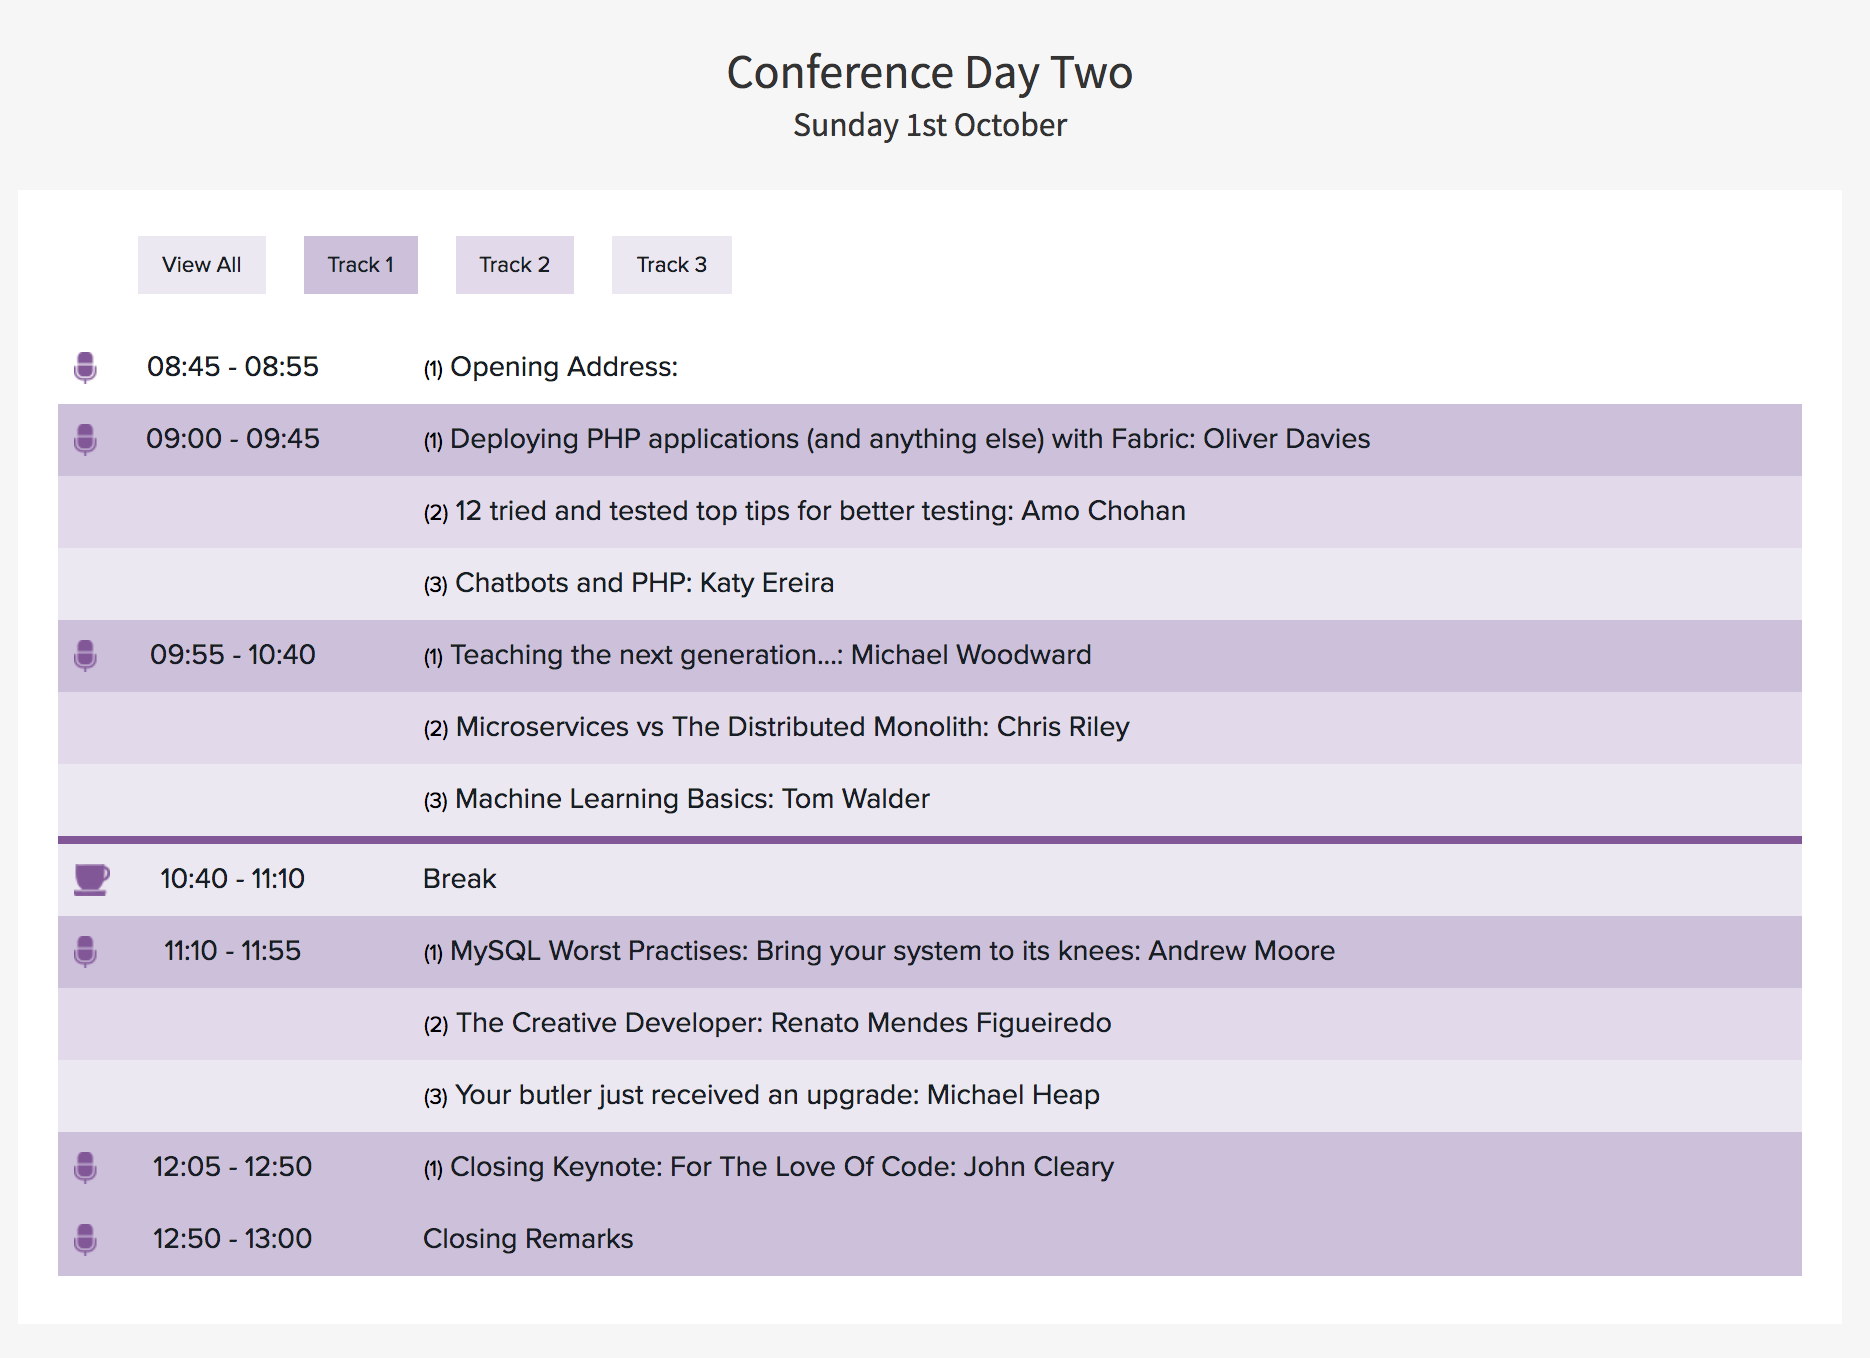 Conference Day Two
Sunday 1st October
View All Track 1 Track 2 Track 3
08:45 - 08:55 (1) Opening Address:
09:00 - 09:45 (1) Deploying PHP applications (and anything else) with Fabric: Oliver Davies
(2) 12 tried and tested top tips for better testing: Amo Chohan
(3) Chatbots and PHP: Katy Ereira
09:55 - 10:40 (1) Teaching the next generation...: Michael Woodward
(2) Microservices vs The Distributed Monolith: Chris Riley
(3) Machine Learning Basics: Tom Walder
10:40 - 11:10 Break
11:10 - 11:55 (1) MySQL Worst Practises: Bring your system to its knees: Andrew Moore
(2) The Creative Developer: Renato Mendes Figueiredo
(3) Your butler just received an upgrade: Michael Heap
12:05 - 12:50 (1) Closing Keynote: For The Love Of Code: John Cleary
12:50 - 13:00 Closing Remarks